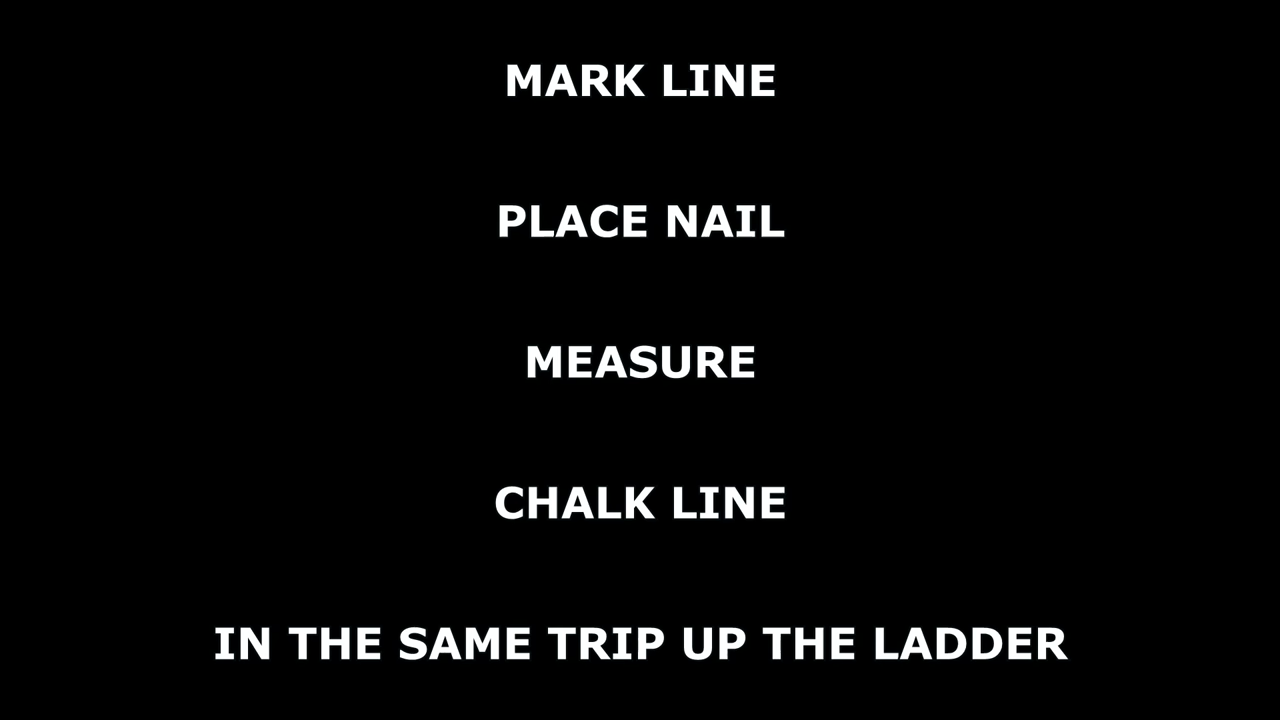 MARK LINE
PLACE NAIL
MEASURE
CHALK LINE
IN THE SAME TRIP UP THE LADDER